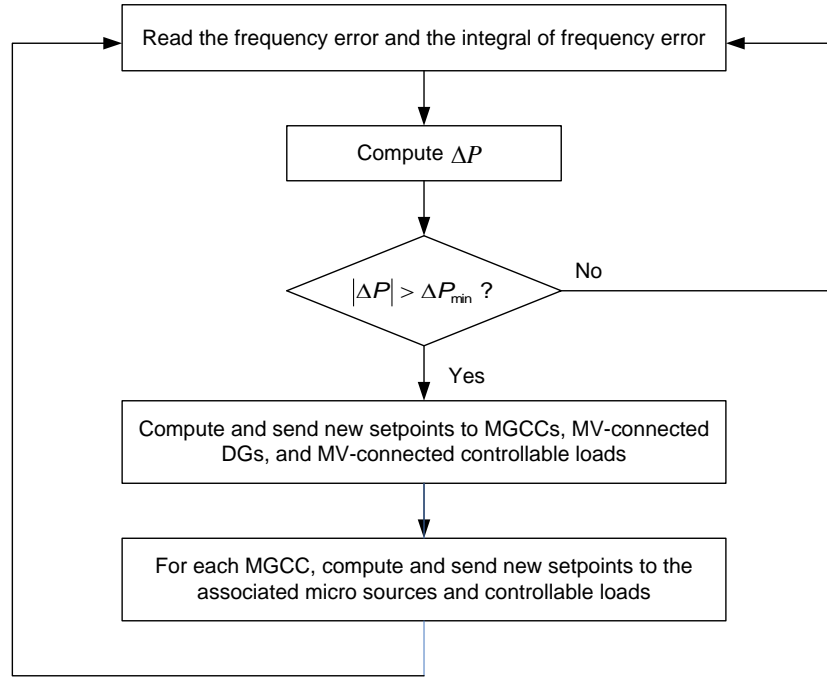 Read the frequency error and the integral of frequency error
Compute ΔP
|ΔP| > ΔP_min ?
No
Yes
Compute and send new setpoints to MGCCs, MV-connected
DGs, and MV-connected controllable loads
For each MGCC, compute and send new setpoints to the
associated micro sources and controllable loads